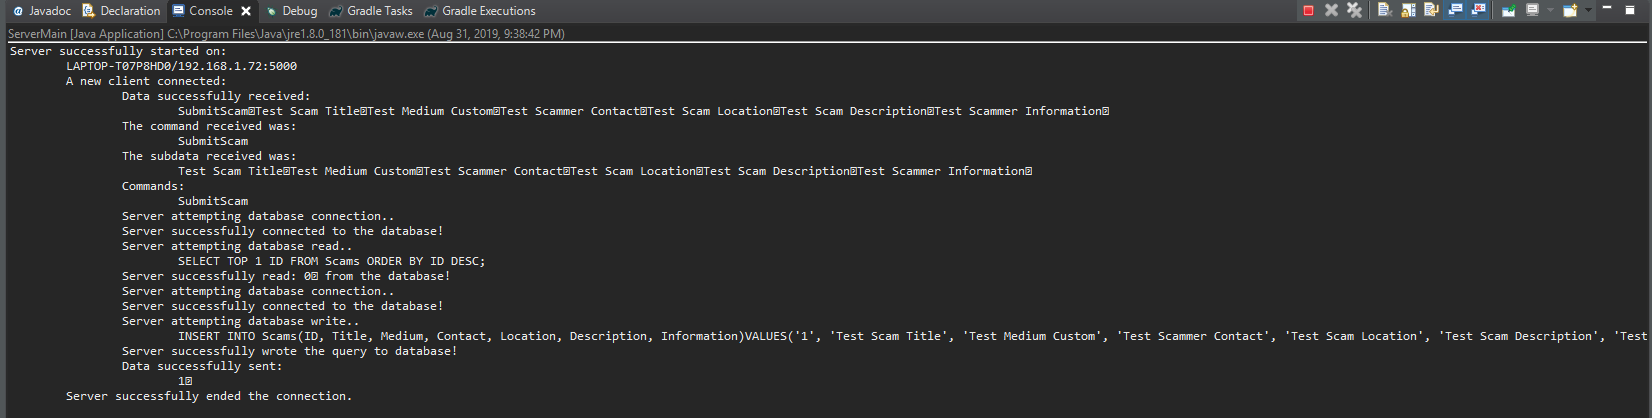 Javadoc Declaration Console Debug Gradle Tasks Gradle Executions
ServerMain [Java Application] C:\Program Files\Java\jre1.8.0_181\bin\javaw.exe (Aug 31, 2019, 9:38:42 PM)
Server successfully started on:
LAPTOP-T07P8HD0/192.168.1.72:5000
A new client connected:
Data successfully received:
SubmitScam⍰Test Scam Title⍰Test Medium Custom⍰Test Scammer Contact⍰Test Scam Location⍰Test Scam Description⍰Test Scammer Information⍰
The command received was:
SubmitScam
The subdata received was:
Test Scam Title⍰Test Medium Custom⍰Test Scammer Contact⍰Test Scam Location⍰Test Scam Description⍰Test Scammer Information⍰
Commands:
SubmitScam
Server attempting database connection..
Server successfully connected to the database!
Server attempting database read..
SELECT TOP 1 ID FROM Scams ORDER BY ID DESC;
Server successfully read: 0⍰ from the database!
Server attempting database connection..
Server successfully connected to the database!
Server attempting database write..
INSERT INTO Scams(ID, Title, Medium, Contact, Location, Description, Information)VALUES('1', 'Test Scam Title', 'Test Medium Custom', 'Test Scammer Contact', 'Test Scam Location', 'Test Scam Description', 'Test
Server successfully wrote the query to database!
Data successfully sent:
1⍰
Server successfully ended the connection.